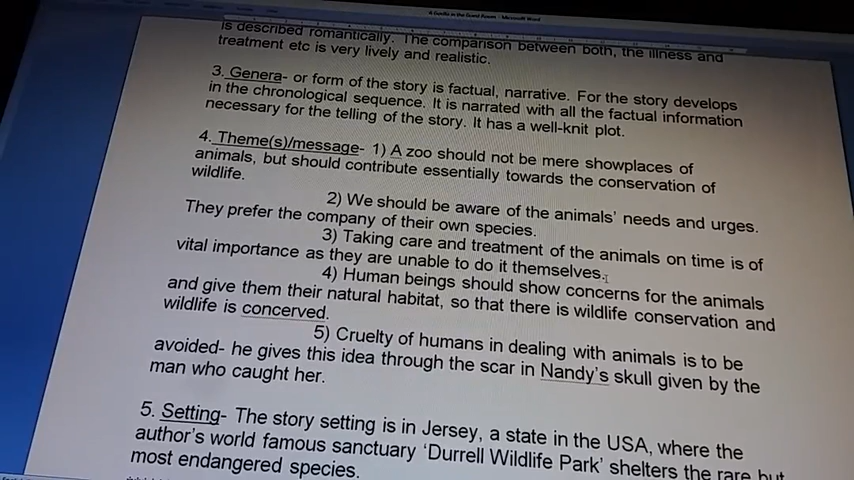 A Gorilla in the Guest Room - Microsoft Word
is described romantically. The comparison between both, the illness and
treatment etc is very lively and realistic.
3. Genera- or form of the story is factual, narrative. For the story develops
in the chronological sequence. It is narrated with all the factual information
necessary for the telling of the story. It has a well-knit plot.
4. Theme(s)/message- 1) A zoo should not be mere showplaces of
animals, but should contribute essentially towards the conservation of
wildlife.
2) We should be aware of the animals' needs and urges.
They prefer the company of their own species.
3) Taking care and treatment of the animals on time is of
vital importance as they are unable to do it themselves.
4) Human beings should show concerns for the animals
and give them their natural habitat, so that there is wildlife conservation and
wildlife is concerved.
5) Cruelty of humans in dealing with animals is to be
avoided- he gives this idea through the scar in Nandy's skull given by the
man who caught her.
5. Setting- The story setting is in Jersey, a state in the USA, where the
author's world famous sanctuary 'Durrell Wildlife Park' shelters the rare but
most endangered species.